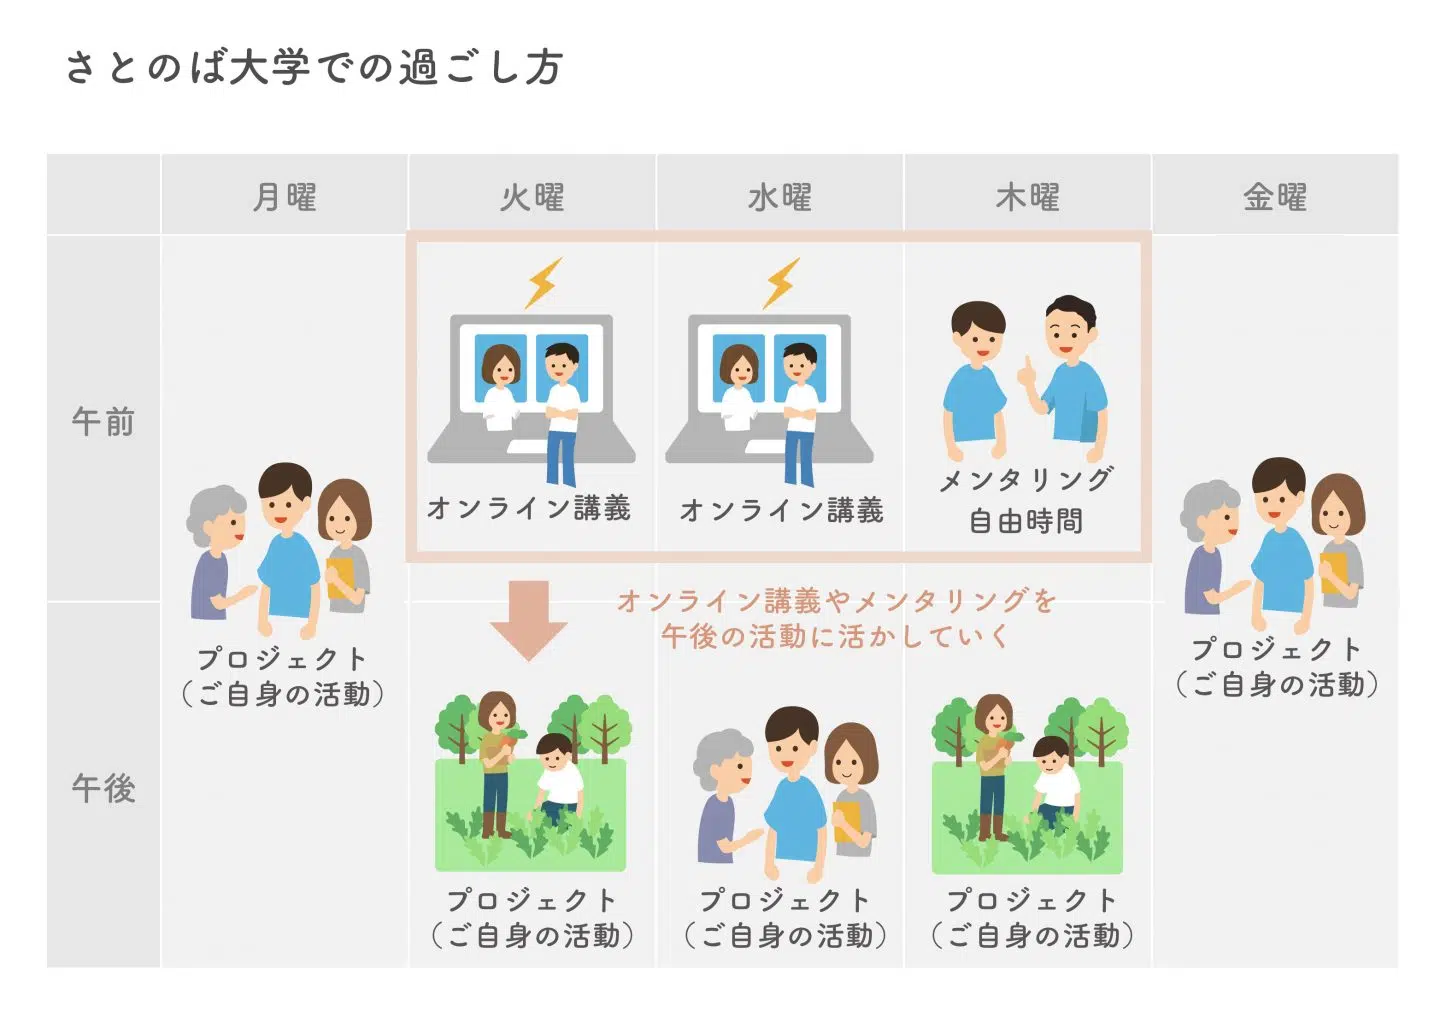 さとのば大学での過ごし方
月曜
火曜
水曜
木曜
金曜
午前
オンライン講義
オンライン講義
メンタリング
自由時間
プロジェクト
（ご自身の活動）
プロジェクト
（ご自身の活動）
オンライン講義やメンタリングを
午後の活動に活かしていく
午後
プロジェクト
（ご自身の活動）
プロジェクト
（ご自身の活動）
プロジェクト
（ご自身の活動）